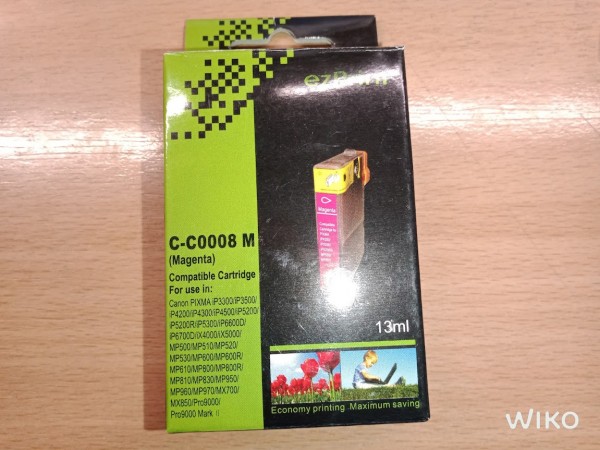 ezPrint
C-C0008 M
(Magenta)
Compatible Cartridge
For use in:
Canon PIXMA iP3300/iP3500/
iP4200/iP4300/iP4500/iP5200/
iP5200R/iP5300/iP6600D/
iP6700D/iX4000/iX5000/
MP500/MP510/MP520/
MP530/MP600/MP600R/
MP610/MP800/MP800R/
MP810/MP830/MP950/
MP960/MP970/MX700/
MX850/Pro9000/
Pro9000 Mark II
Magenta
13ml
Economy printing Maximum saving
WIKO